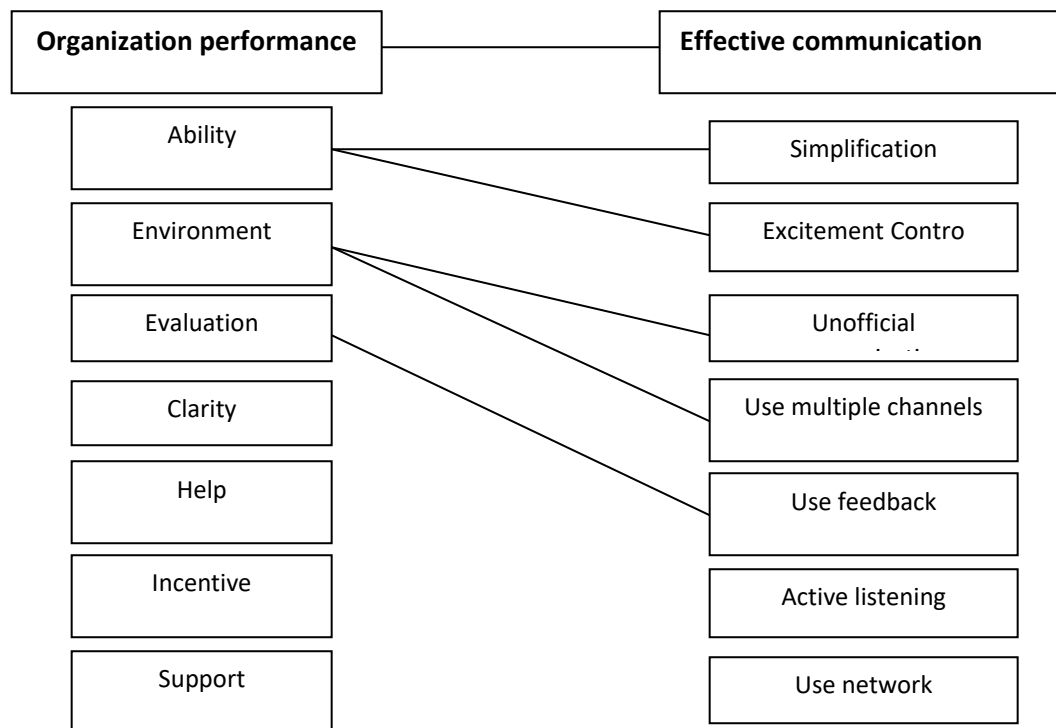 Organization performance
Effective communication
Ability
Simplification
Environment
Excitement Contro
Evaluation
Unofficial
Clarity
Use multiple channels
Help
Use feedback
Incentive
Active listening
Support
Use network